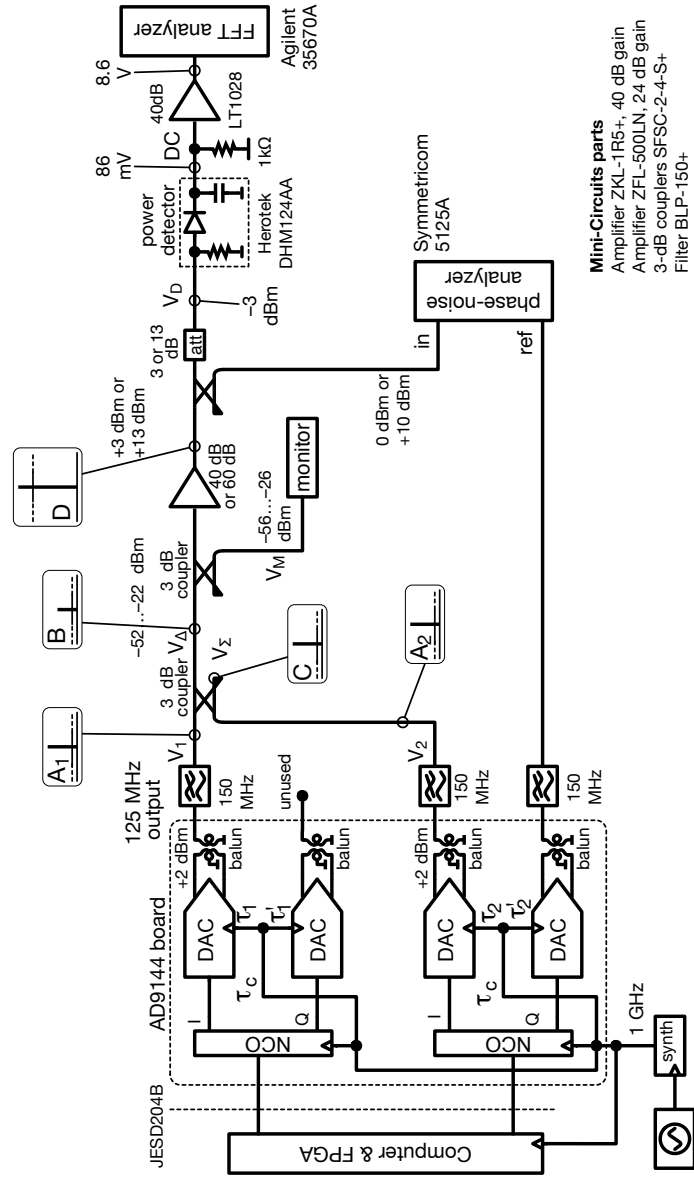 JESD204B
Computer & FPGA
AD9144 board
NCO
I
Q
τc
DAC
τ1
τ'1
DAC
+2 dBm
balun
balun
unused
125 MHz
output
150
MHz
NCO
I
Q
τc
DAC
τ2
τ'2
DAC
+2 dBm
balun
balun
150
MHz
150
MHz
1 GHz
synth
V1
A1
V2
A2
3 dB
coupler
VΔ
VΣ
B
C
−52 ...−22 dBm
3 dB
coupler
VM
−56...−26
dBm
monitor
40 dB
or 60 dB
D
+3 dBm or
+13 dBm
3 or 13
dB
att
0 dBm or
+10 dBm
in
ref
phase-noise
analyzer
Symmetricom
5125A
VD
−3
dBm
power
detector
Herotek
DHM124AA
86
mV
DC
1kΩ
40dB
LT1028
8.6
V
FFT analyzer
Agilent
35670A
Mini-Circuits parts
Amplifier ZKL-1R5+, 40 dB gain
Amplifier ZFL-500LN, 24 dB gain
3-dB couplers SFSC-2-4-S+
Filter BLP-150+